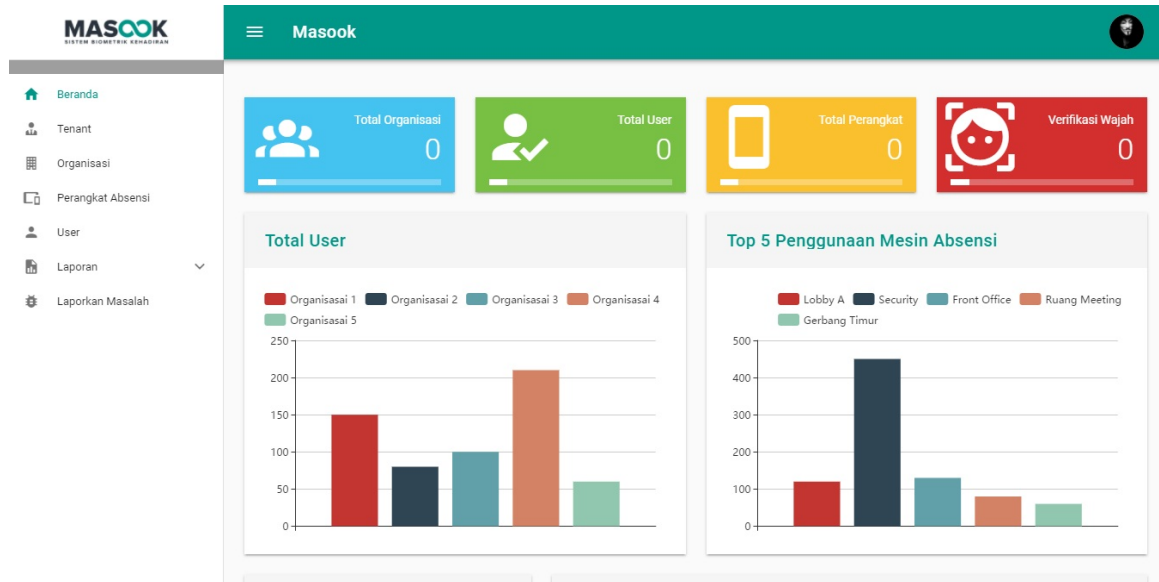 MASOOK
SISTEM BIOMETRIK KEHADIRAN
Masook
Beranda
Tenant
Organisasi
Perangkat Absensi
User
Laporan
Laporkan Masalah
Total Organisasi
0
Total User
0
Total Perangkat
0
Verifikasi Wajah
0
Total User
Organisasai 1 Organisasai 2 Organisasai 3 Organisasai 4
Organisasai 5
250
200
150
100
50
0
Top 5 Penggunaan Mesin Absensi
Lobby A Security Front Office Ruang Meeting
Gerbang Timur
500
400
300
200
100
0